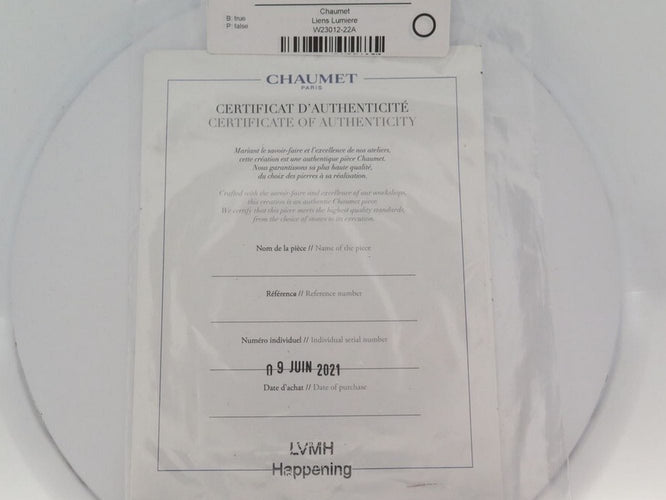 Chaumet
B: true
Liens Lumiere
P: false
W23012-22A
CHAUMET
PARIS
CERTIFICAT D'AUTHENTICITÉ
CERTIFICATE OF AUTHENTICITY
Mariant le savoir-faire et l'excellence de nos ateliers,
cette création est une authentique pièce Chaumet.
Nous garantissons sa plus haute qualité,
du choix des pierres à sa réalisation.
Crafted with the savoir-faire and excellence of our workshops,
this creation is an authentic Chaumet piece.
We certify that this piece meets the highest quality standards,
from the choice of stones to its execution.
Nom de la pièce // Name of the piece
Référence // Reference number
Numéro individuel // Individual serial number
09 JUIN 2021
Date d'achat // Date of purchase
LVMH
Happening